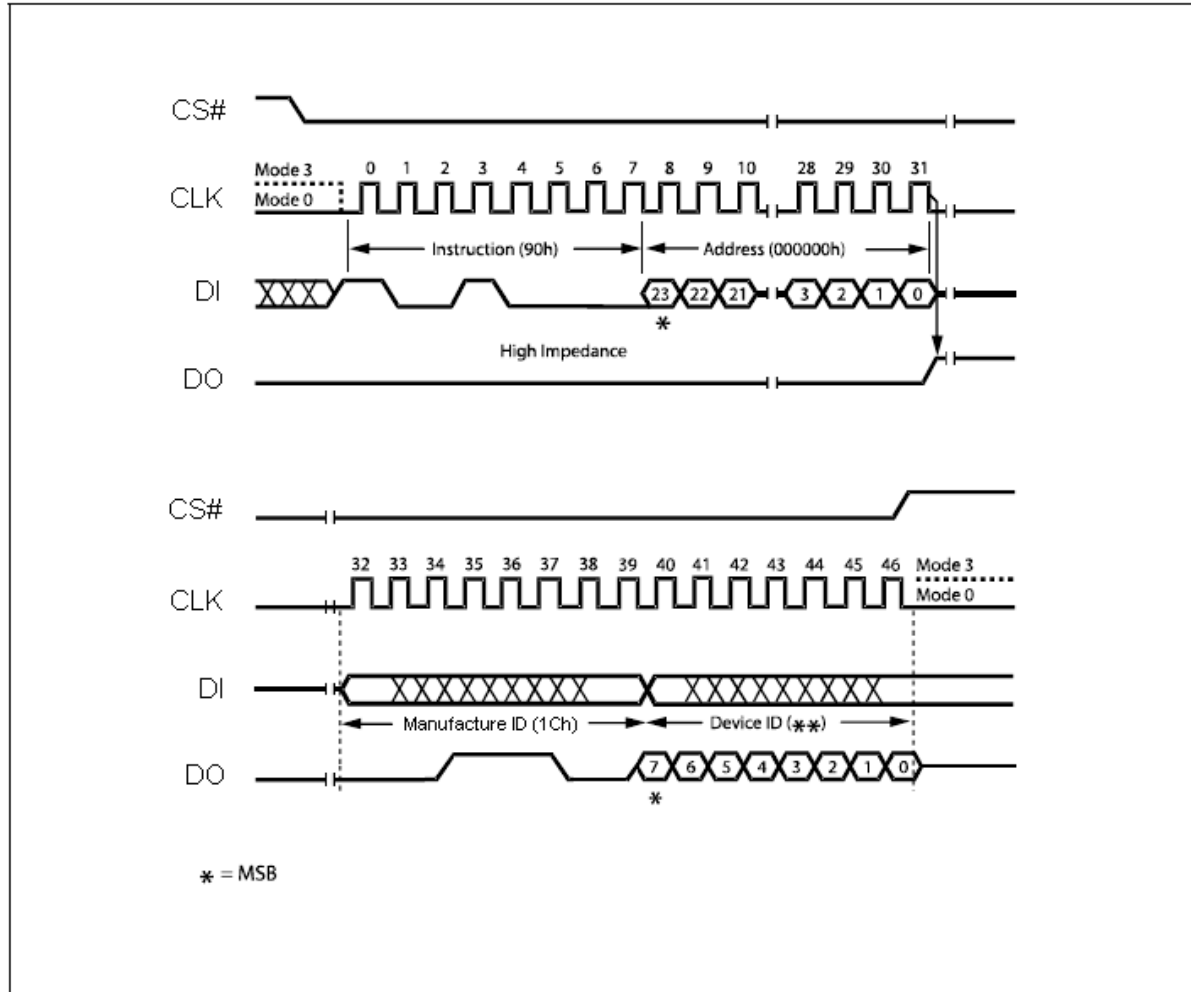 CS#
Mode 3
0 1 2 3 4 5 6 7 8 9 10 28 29 30 31
CLK
Mode 0
Instruction (90h) Address (000000h)
DI
23 22 21 3 2 1 0
*
High Impedance
DO
CS#
32 33 34 35 36 37 38 39 40 41 42 43 44 45 46 Mode 3
CLK
Mode 0
DI
Manufacture ID (1Ch) Device ID (**)
DO
7 6 5 4 3 2 1 0
*
* = MSB